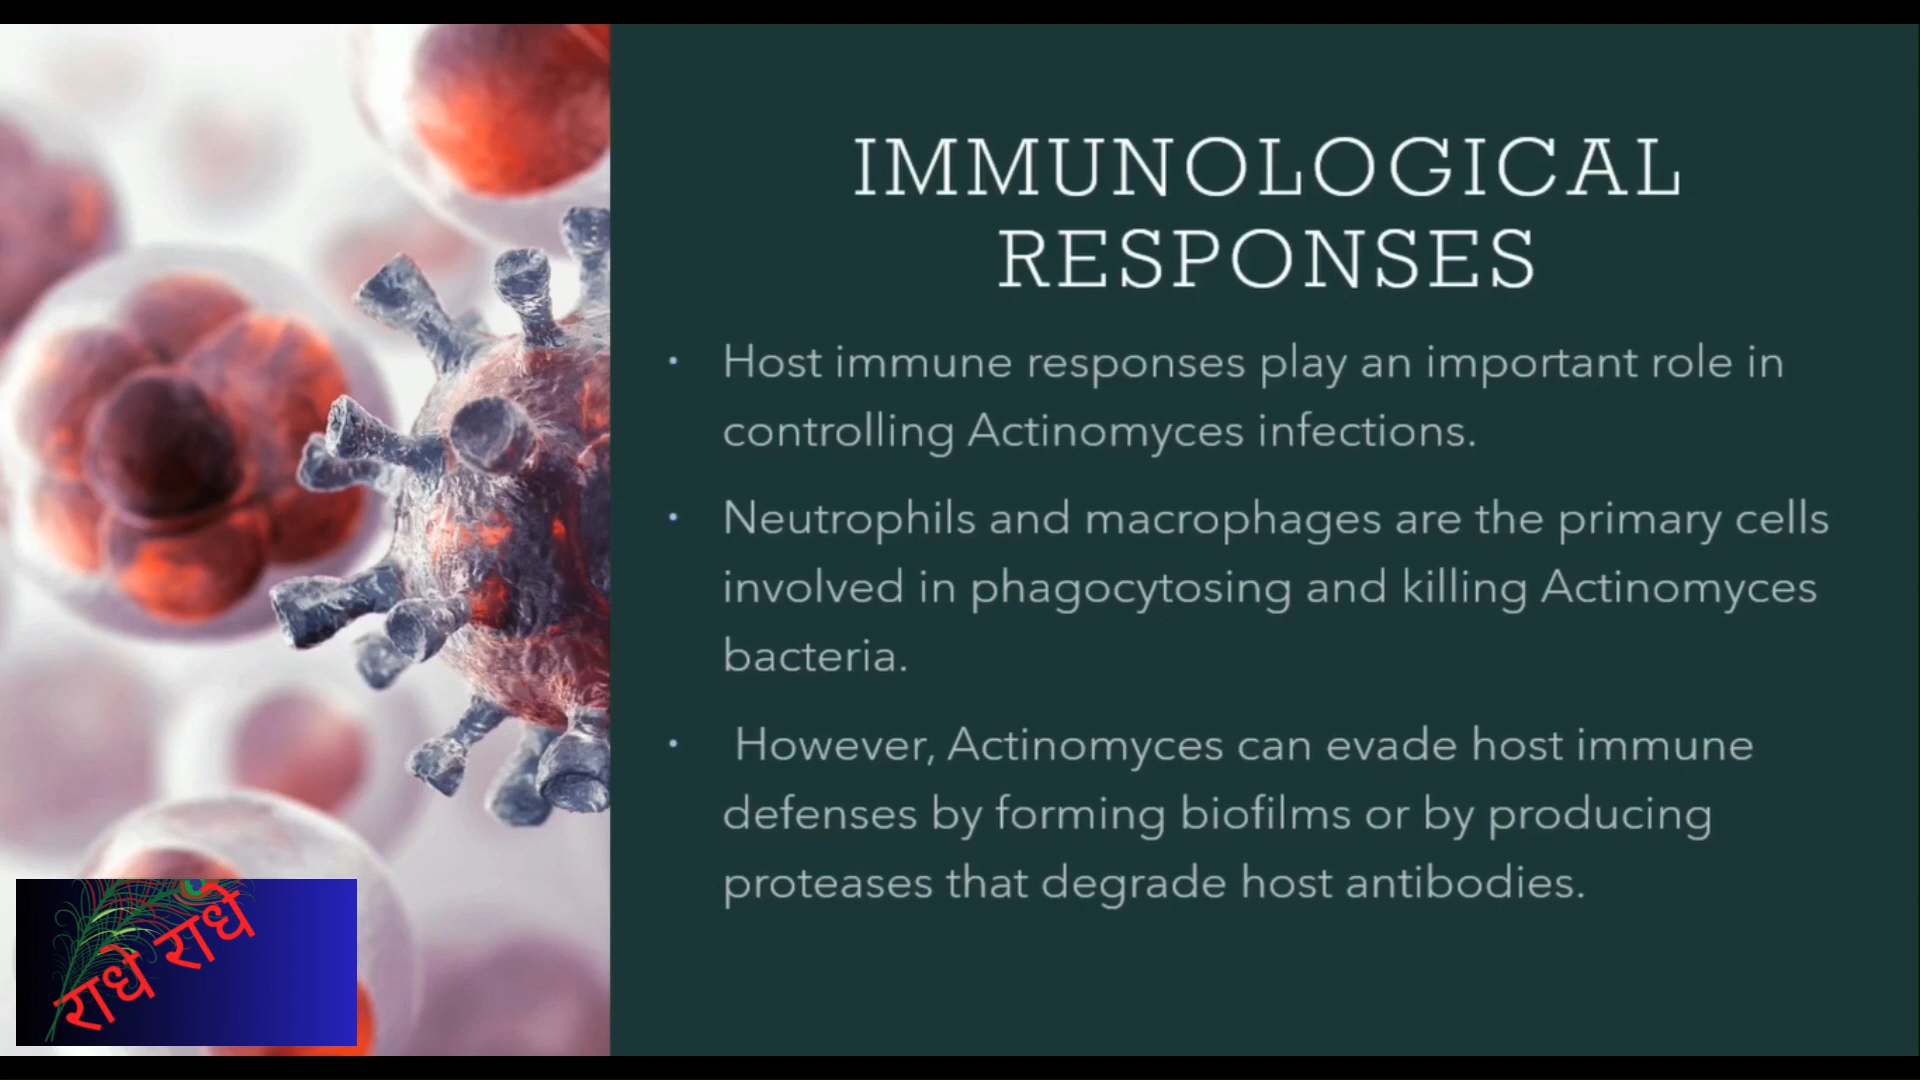 IMMUNOLOGICAL
RESPONSES
• Host immune responses play an important role in
controlling Actinomyces infections.
• Neutrophils and macrophages are the primary cells
involved in phagocytosing and killing Actinomyces
bacteria.
• However, Actinomyces can evade host immune
defenses by forming biofilms or by producing
proteases that degrade host antibodies.
राधे राधे